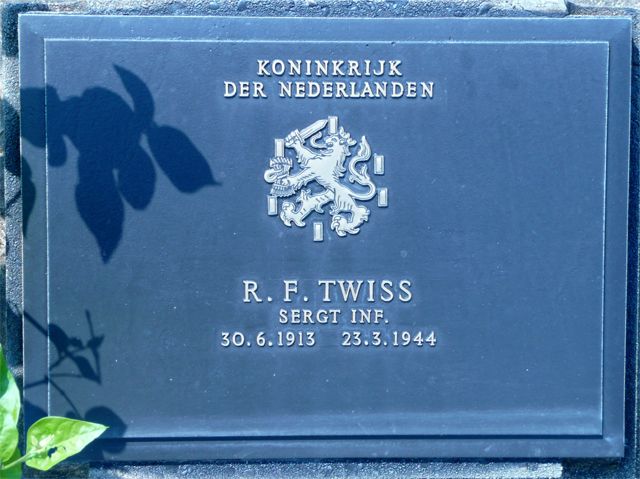 KONINKRIJK
DER NEDERLANDEN
R. F. TWISS
SERGT INF.
30.6.1913 23.3.1944